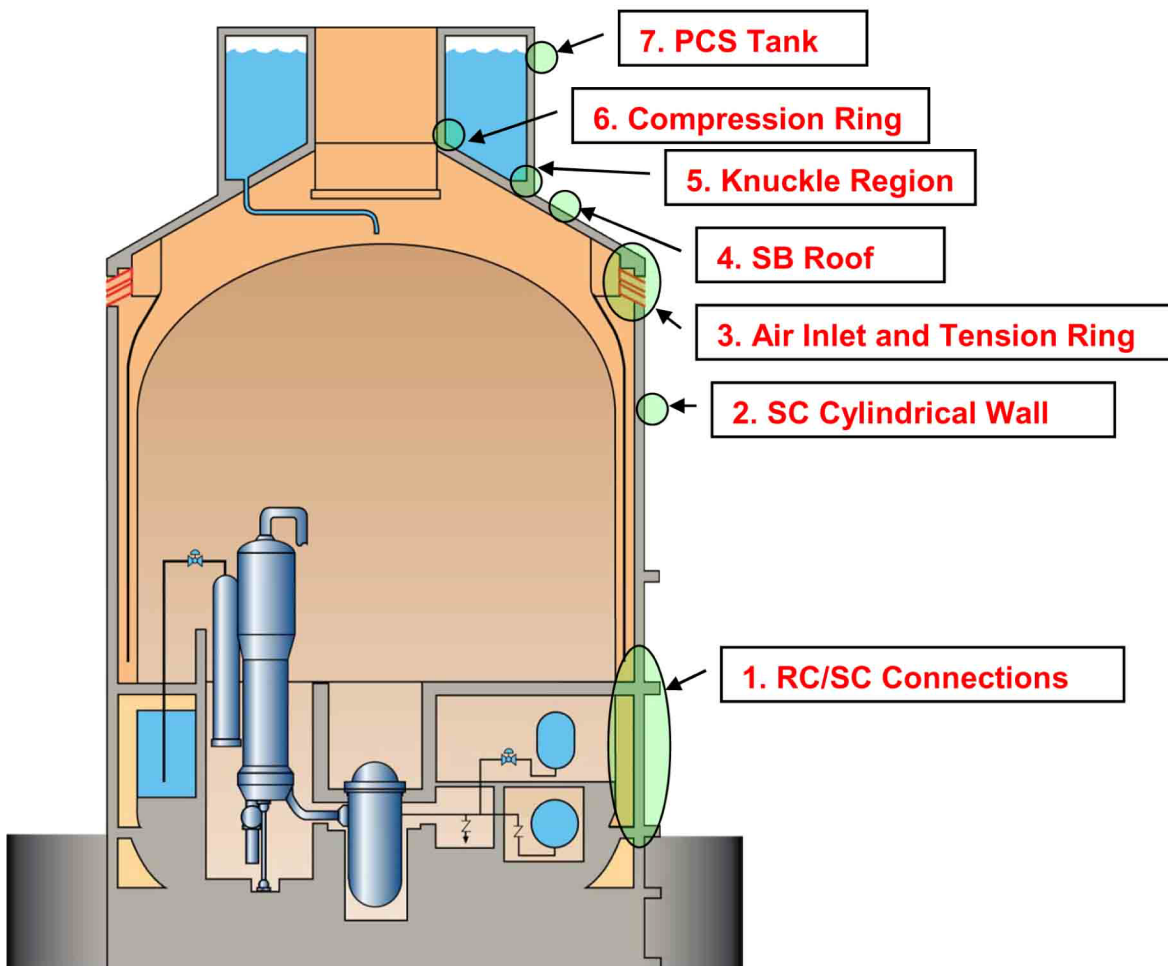 7. PCS Tank
6. Compression Ring
5. Knuckle Region
4. SB Roof
3. Air Inlet and Tension Ring
2. SC Cylindrical Wall
1. RC/SC Connections